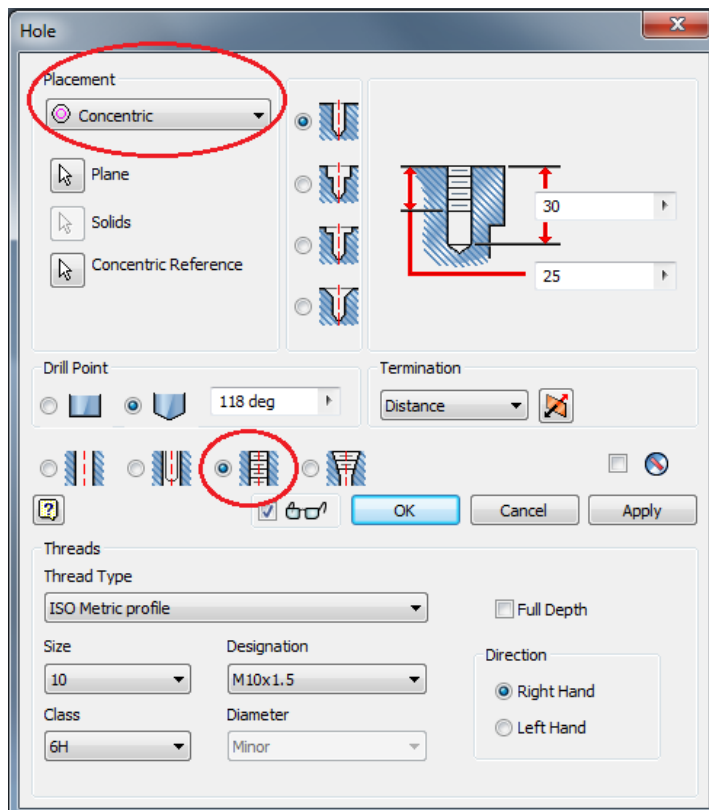 Hole
Placement
Concentric
Plane
Solids
Concentric Reference
30
25
Drill Point
118 deg
Termination
Distance
?
OK
Cancel
Apply
Threads
Thread Type
ISO Metric profile
Full Depth
Size
Designation
10
M10x1.5
Direction
Right Hand
Left Hand
Class
Diameter
6H
Minor